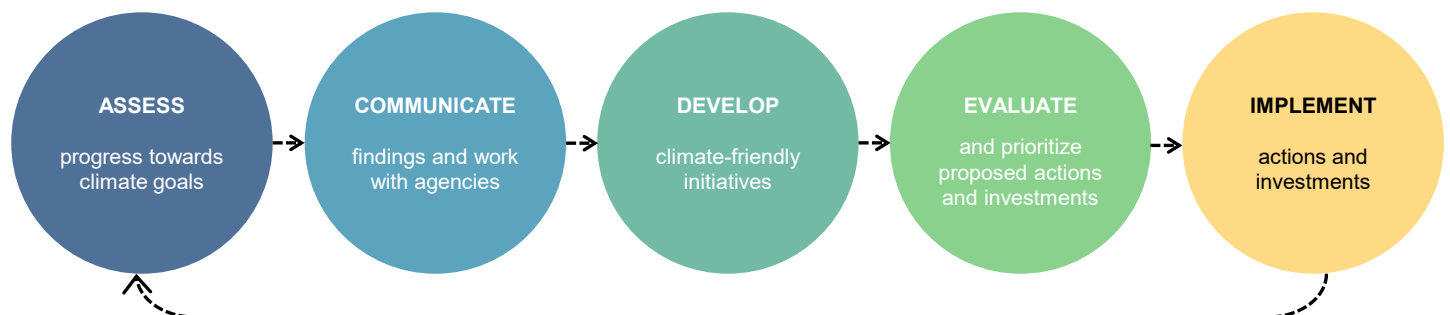 ASSESS
progress towards
climate goals
COMMUNICATE
findings and work
with agencies
DEVELOP
climate-friendly
initiatives
EVALUATE
and prioritize
proposed actions
and investments
IMPLEMENT
actions and
investments